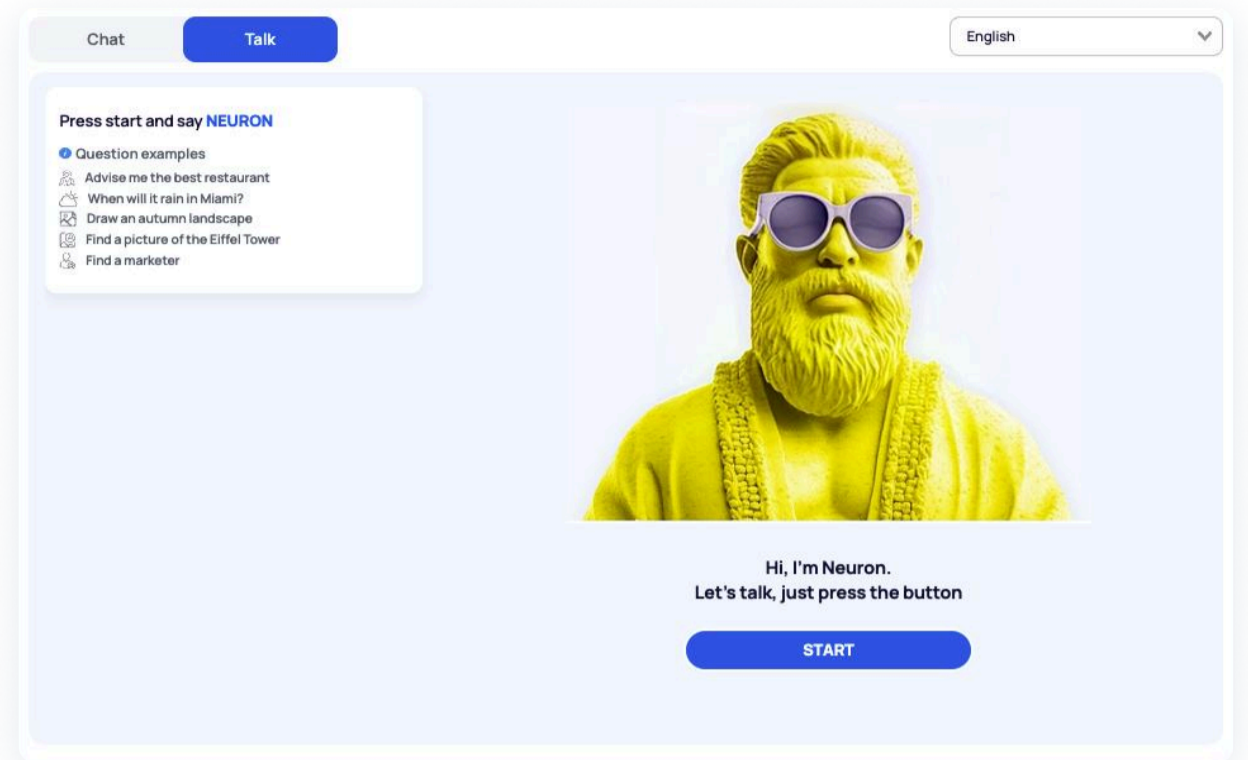 Chat
Talk
English
Press start and say NEURON
Question examples
Advise me the best restaurant
When will it rain in Miami?
Draw an autumn landscape
Find a picture of the Eiffel Tower
Find a marketer
Hi, I'm Neuron.
Let's talk, just press the button
START